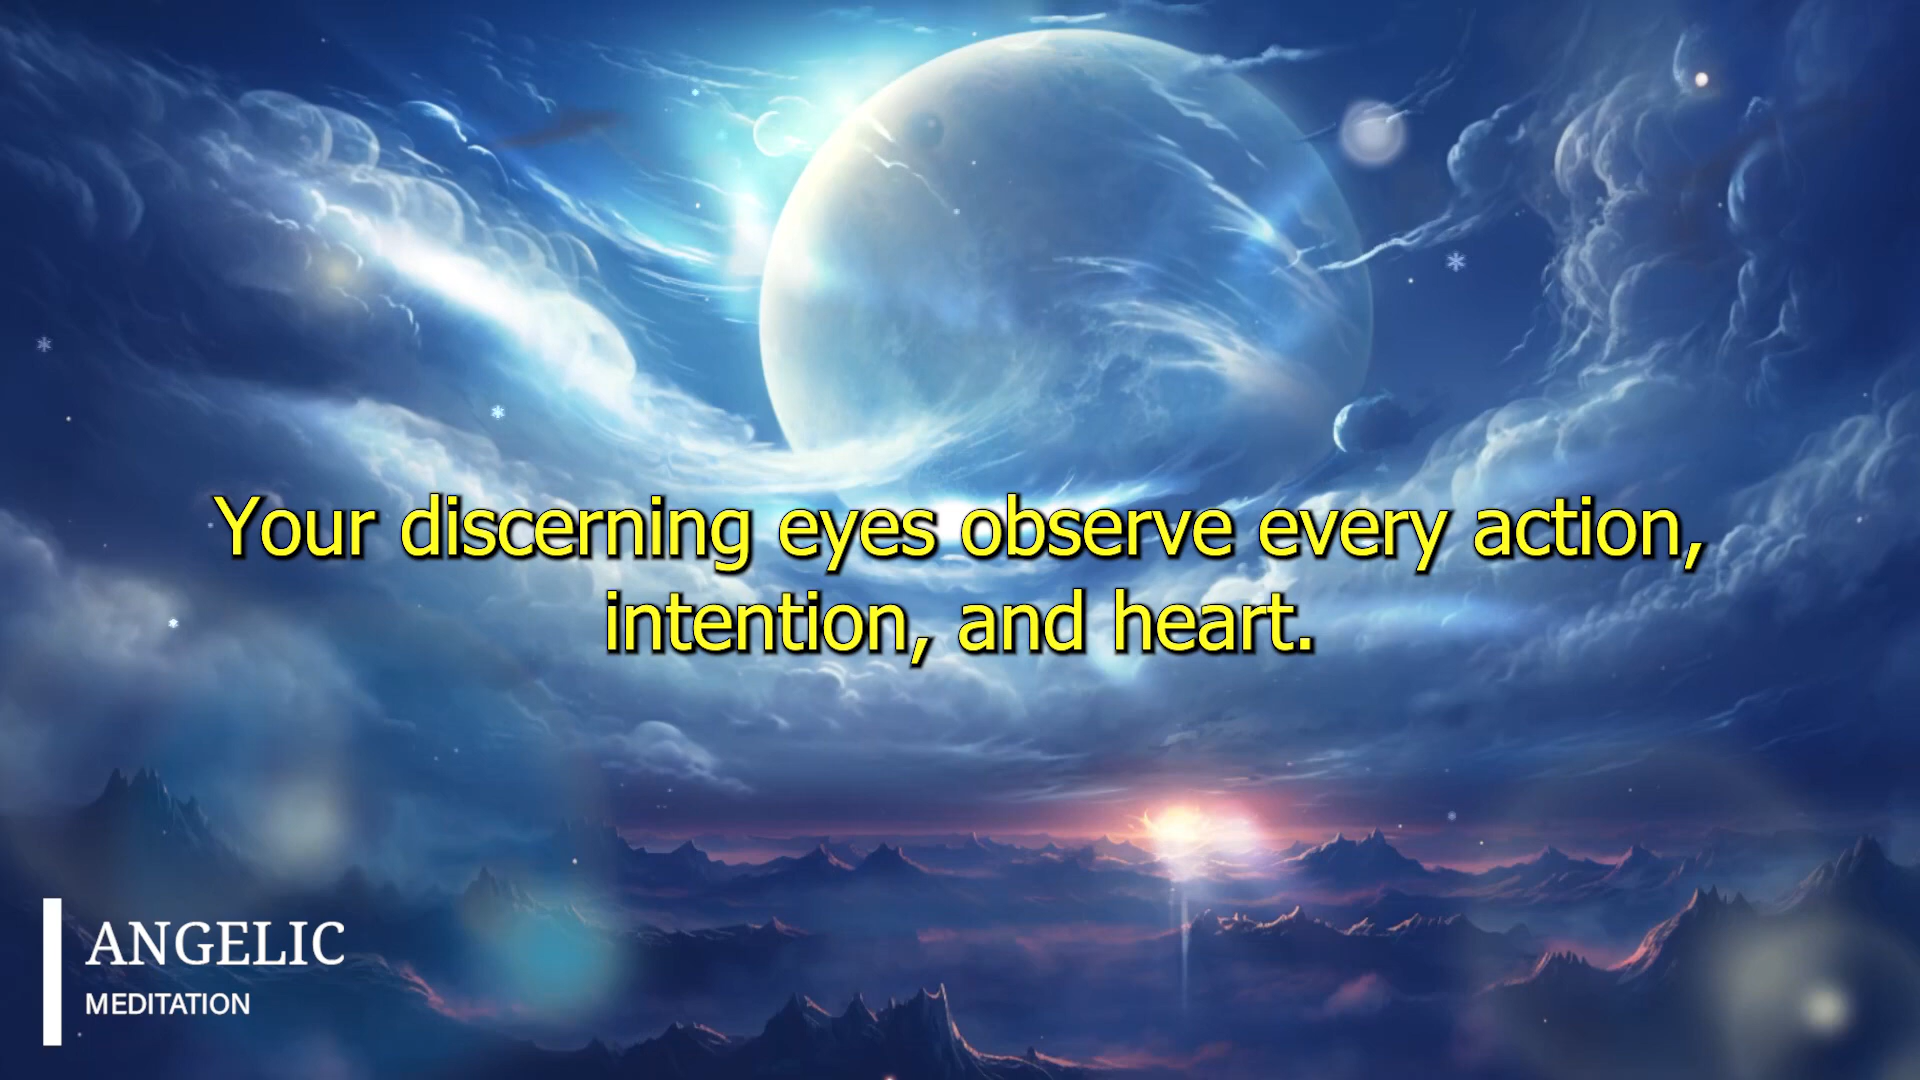 Your discerning eyes observe every action,
intention, and heart.
ANGELIC
MEDITATION